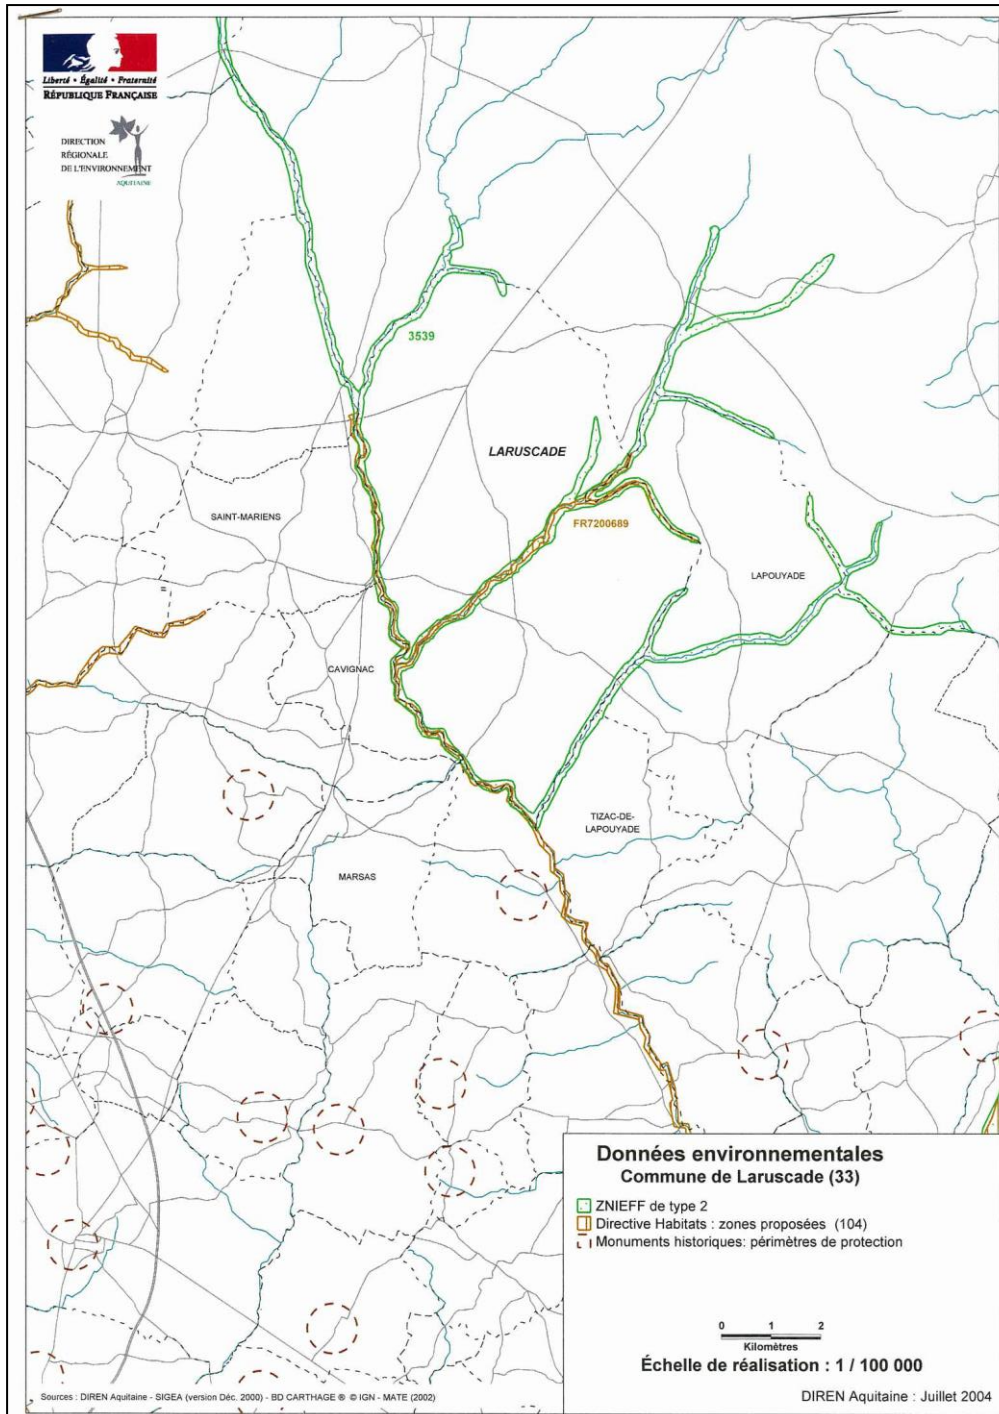 Liberté • Égalité • Fraternité
RÉPUBLIQUE FRANÇAISE
DIRECTION
RÉGIONALE
DE L'ENVIRONNEMENT
AQUITAINE
3539
LARUSCADE
SAINT-MARIENS
FR7200689
LAPOUYADE
CAVIGNAC
TIZAC-DE-
LAPOUYADE
MARSAS
Données environnementales
Commune de Laruscade (33)
ZNIEFF de type 2
Directive Habitats : zones proposées (104)
Monuments historiques: périmètres de protection
0 1 2
Kilomètres
Échelle de réalisation : 1 / 100 000
Sources : DIREN Aquitaine - SIGEA (version Déc. 2000) - BD CARTHAGE ® © IGN - MATE (2002)
DIREN Aquitaine : Juillet 2004